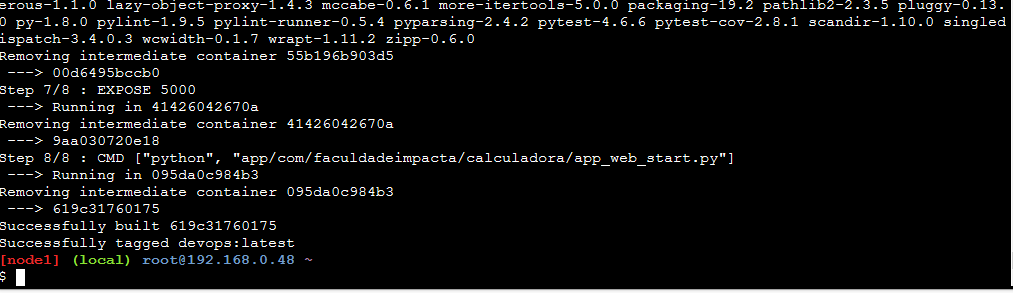 erous-1.1.0 lazy-object-proxy-1.4.3 mccabe-0.6.1 more-itertools-5.0.0 packaging-19.2 pathlib2-2.3.5 pluggy-0.13.
0 py-1.8.0 pylint-1.9.5 pylint-runner-0.5.4 pyparsing-2.4.2 pytest-4.6.6 pytest-cov-2.8.1 scandir-1.10.0 singled
ispatch-3.4.0.3 wcwidth-0.1.7 wrapt-1.11.2 zipp-0.6.0
Removing intermediate container 55b196b903d5
 ---> 00d6495bccb0
Step 7/8 : EXPOSE 5000
 ---> Running in 41426042670a
Removing intermediate container 41426042670a
 ---> 9aa030720e18
Step 8/8 : CMD ["python", "app/com/faculdadeimpacta/calculadora/app_web_start.py"]
 ---> Running in 095da0c984b3
Removing intermediate container 095da0c984b3
 ---> 619c31760175
Successfully built 619c31760175
Successfully tagged devops:latest
[node1] (local) root@192.168.0.48 ~
$